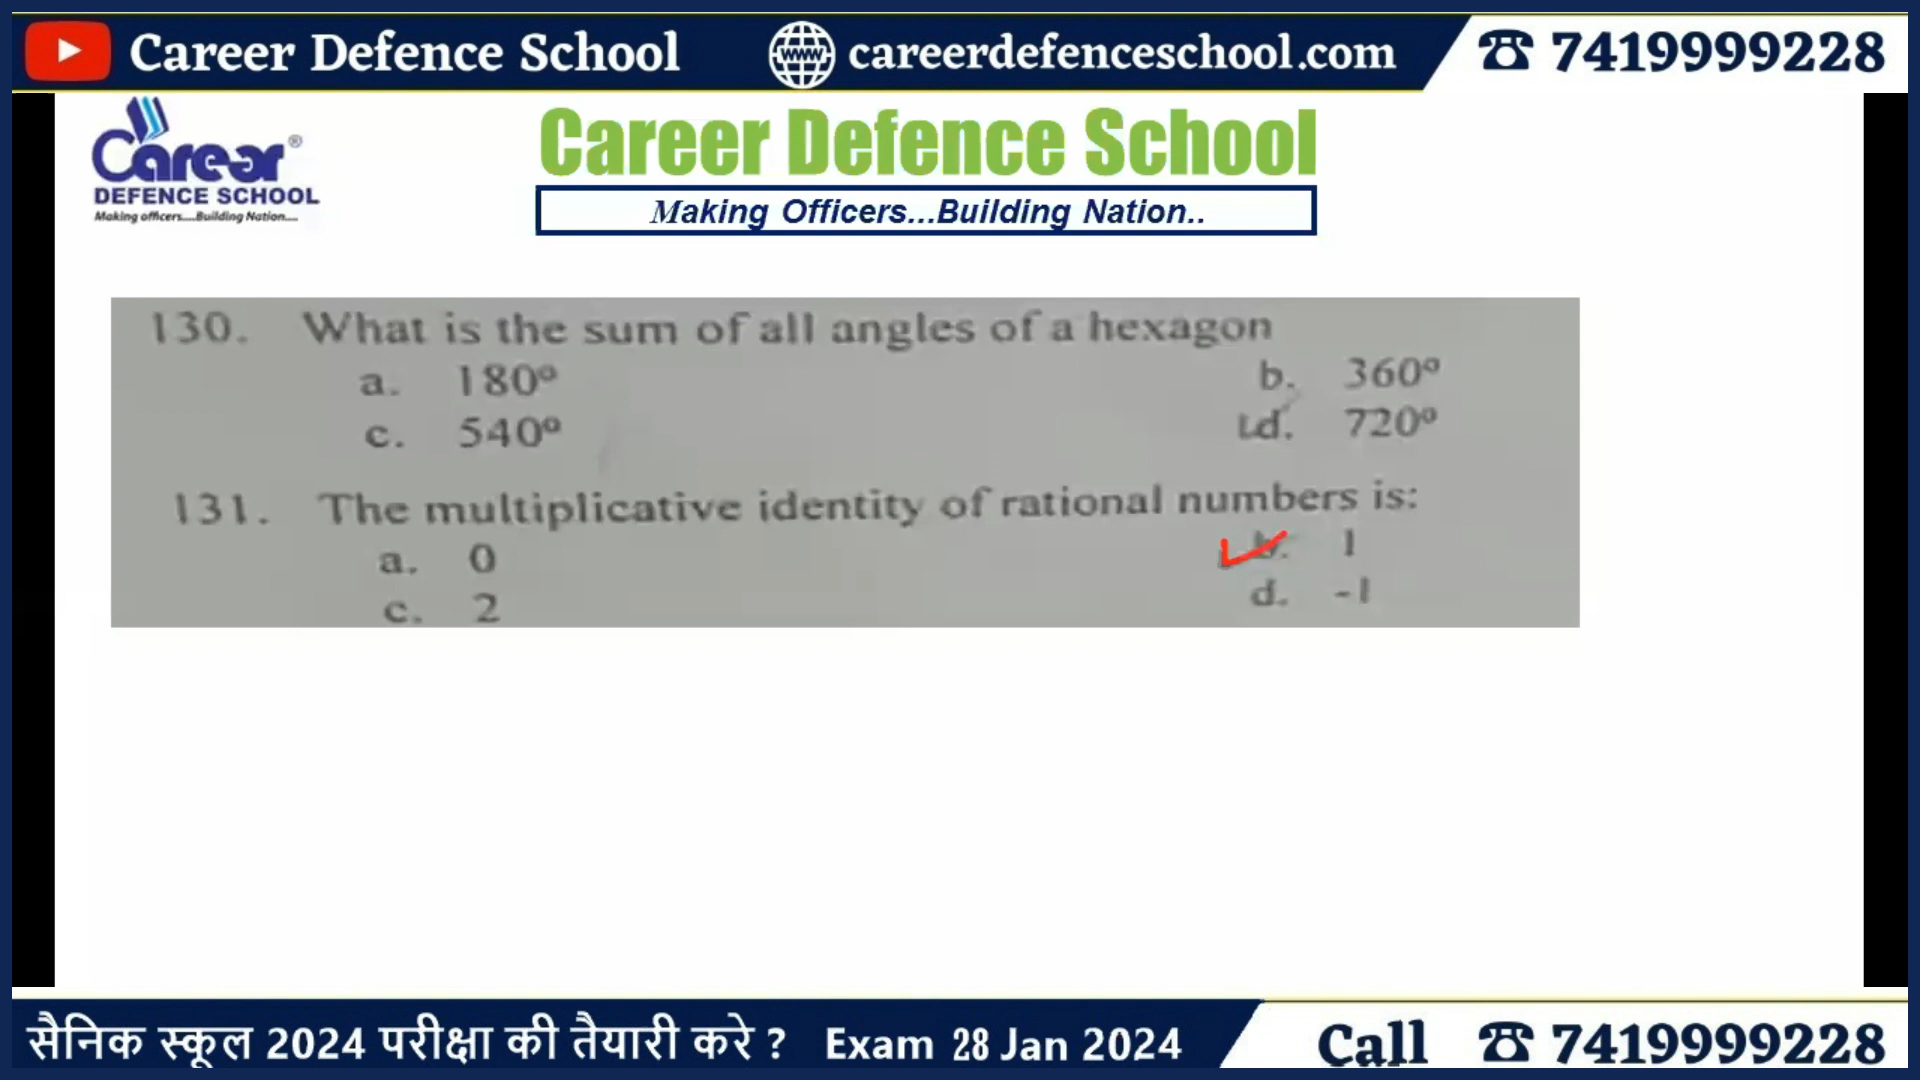 Career Defence School
www
careerdefenceschool.com
7419999228
Carear®
DEFENCE SCHOOL
Making officers....Building Nation....
Career Defence School
Making Officers...Building Nation..
130. What is the sum of all angles of a hexagon
a. 180° b. 360°
c. 540° d. 720°
131. The multiplicative identity of rational numbers is:
a. 0 b. 1
c. 2 d. -1
सैनिक स्कूल 2024 परीक्षा की तैयारी करे ? Exam 28 Jan 2024
Call 7419999228